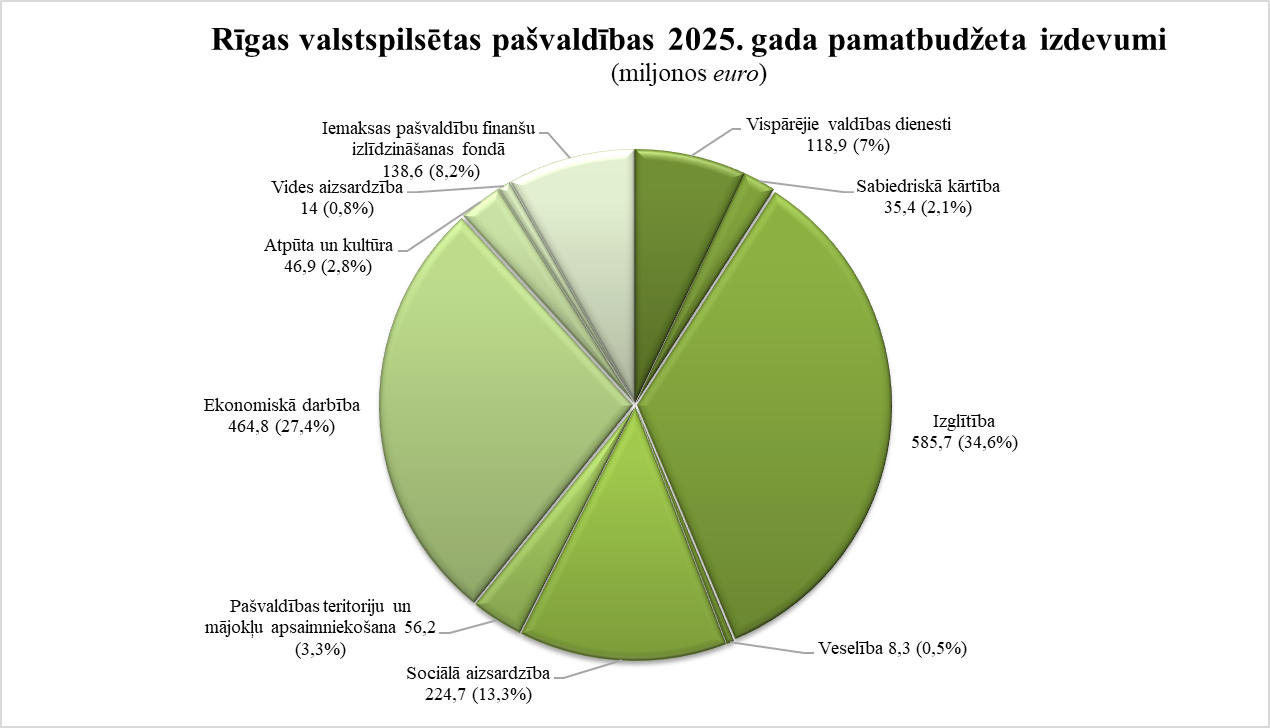 Rīgas valstspilsētas pašvaldības 2025. gada pamatbudžeta izdevumi
(miljonos euro)
Iemaksas pašvaldību finanšu
izlīdzināšanas fondā
138,6 (8,2%)
Vispārējie valdības dienesti
118,9 (7%)
Vides aizsardzība
14 (0,8%)
Sabiedriskā kārtība
35,4 (2,1%)
Atpūta un kultūra
46,9 (2,8%)
Ekonomiskā darbība
464,8 (27,4%)
Izglītība
585,7 (34,6%)
Pašvaldības teritoriju un
mājokļu apsaimniekošana 56,2
(3,3%)
Veselība 8,3 (0,5%)
Sociālā aizsardzība
224,7 (13,3%)